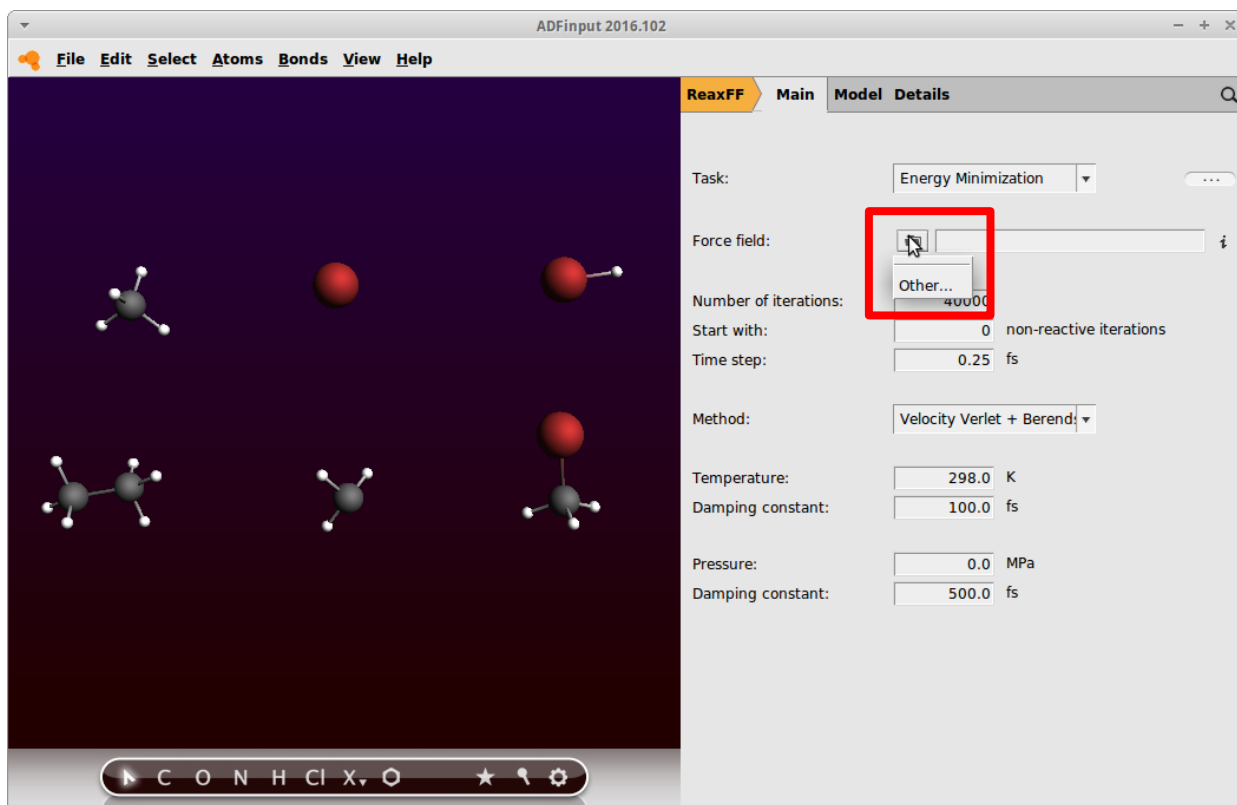 ADFinput 2016.102
File Edit Select Atoms Bonds View Help
ReaxFF Main Model Details
Task: Energy Minimization ...
Force field: i
Other...
Number of iterations: 40000
Start with: 0 non-reactive iterations
Time step: 0.25 fs
Method: Velocity Verlet + Berend
Temperature: 298.0 K
Damping constant: 100.0 fs
Pressure: 0.0 MPa
Damping constant: 500.0 fs
C O N H Cl X